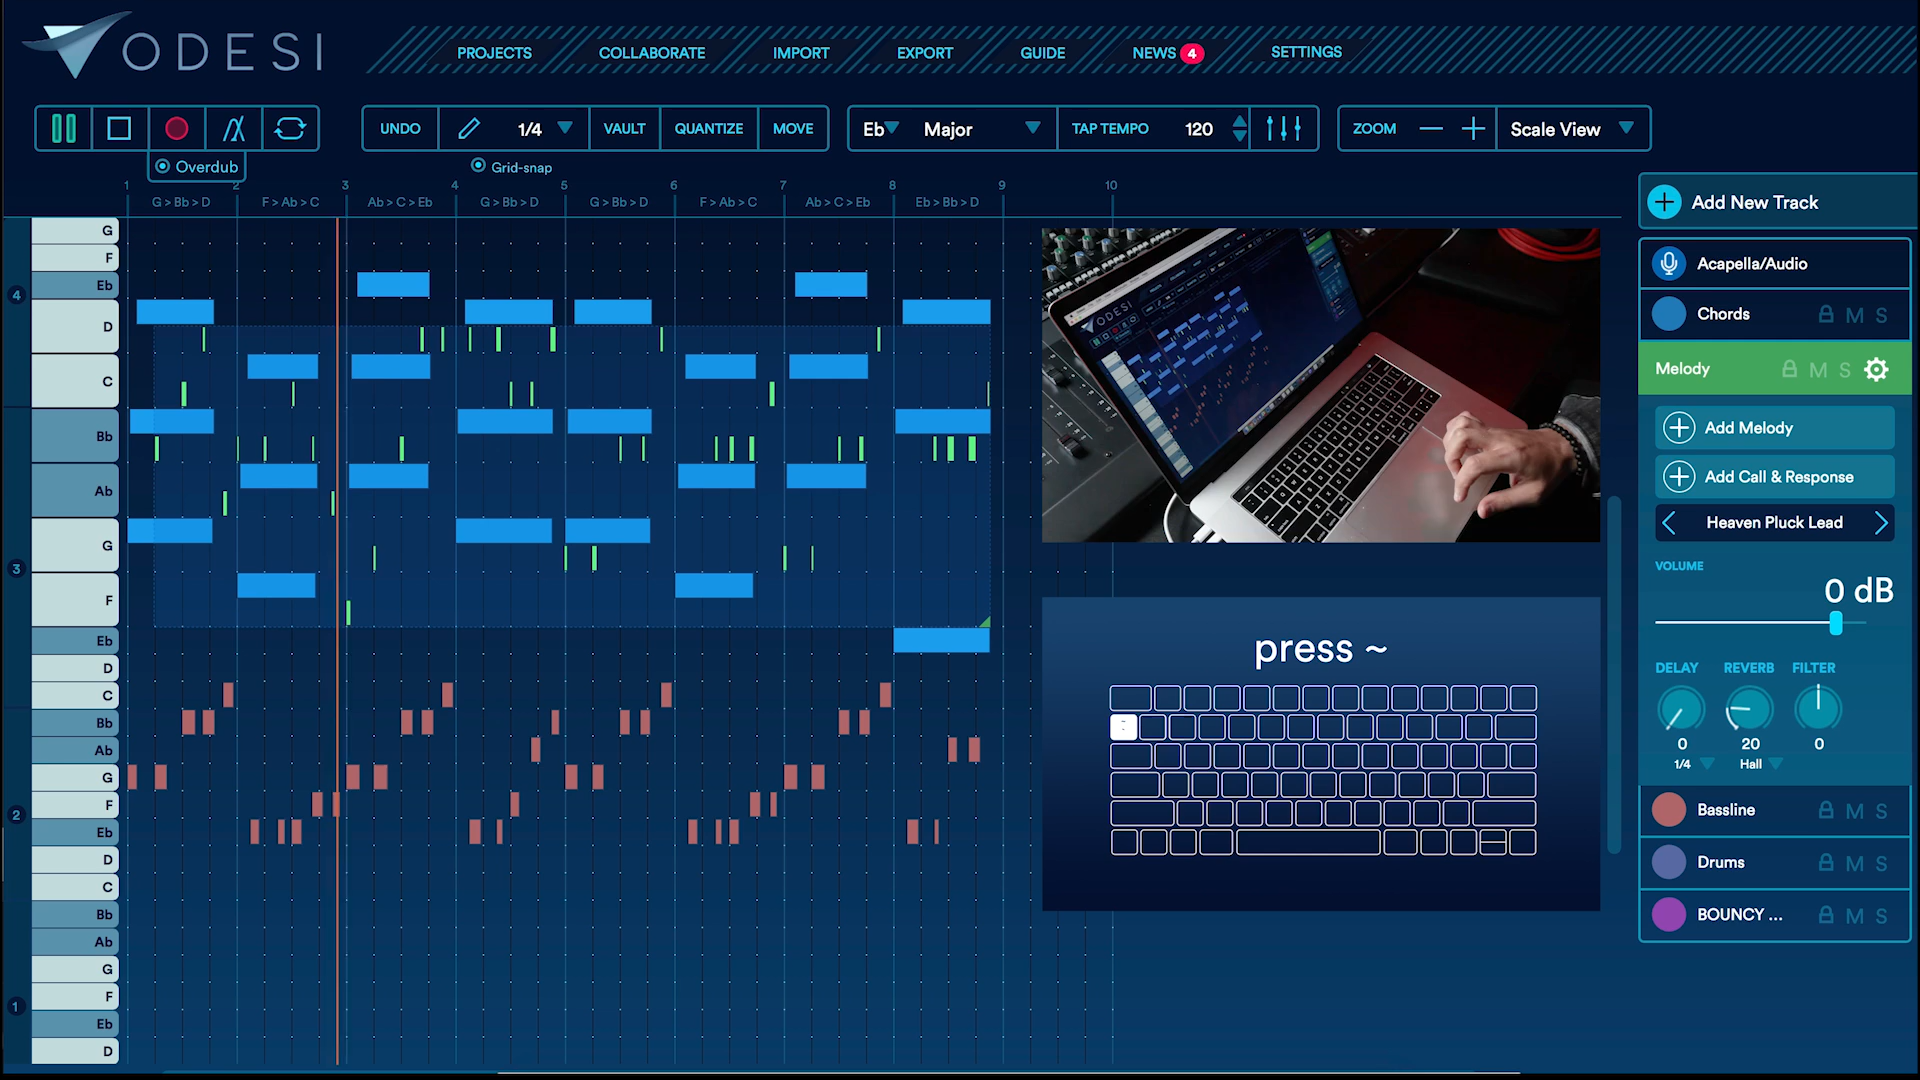 ODESI
PROJECTS
COLLABORATE
IMPORT
EXPORT
GUIDE
NEWS 4
SETTINGS
UNDO
1/4
VAULT
QUANTIZE
MOVE
Eb
Major
TAP TEMPO
120
ZOOM
Scale View
Overdub
Grid-snap
1 2 3 4 5 6 7 8 9 10
G > Bb > D
F > Ab > C
Ab > C > Eb
G > Bb > D
G > Bb > D
F > Ab > C
Ab > C > Eb
Eb > Bb > D
G
F
Eb
4
D
C
Bb
Ab
G
3
F
Eb
D
C
Bb
Ab
G
F
2
Eb
D
C
Bb
Ab
G
F
1
Eb
D
ODESI
press ~
Add New Track
Acapella/Audio
Chords M S
Melody M S
Add Melody
Add Call & Response
Heaven Pluck Lead
VOLUME
0 dB
DELAY REVERB FILTER
0 20 0
1/4 Hall
Bassline M S
Drums M S
BOUNCY ... M S